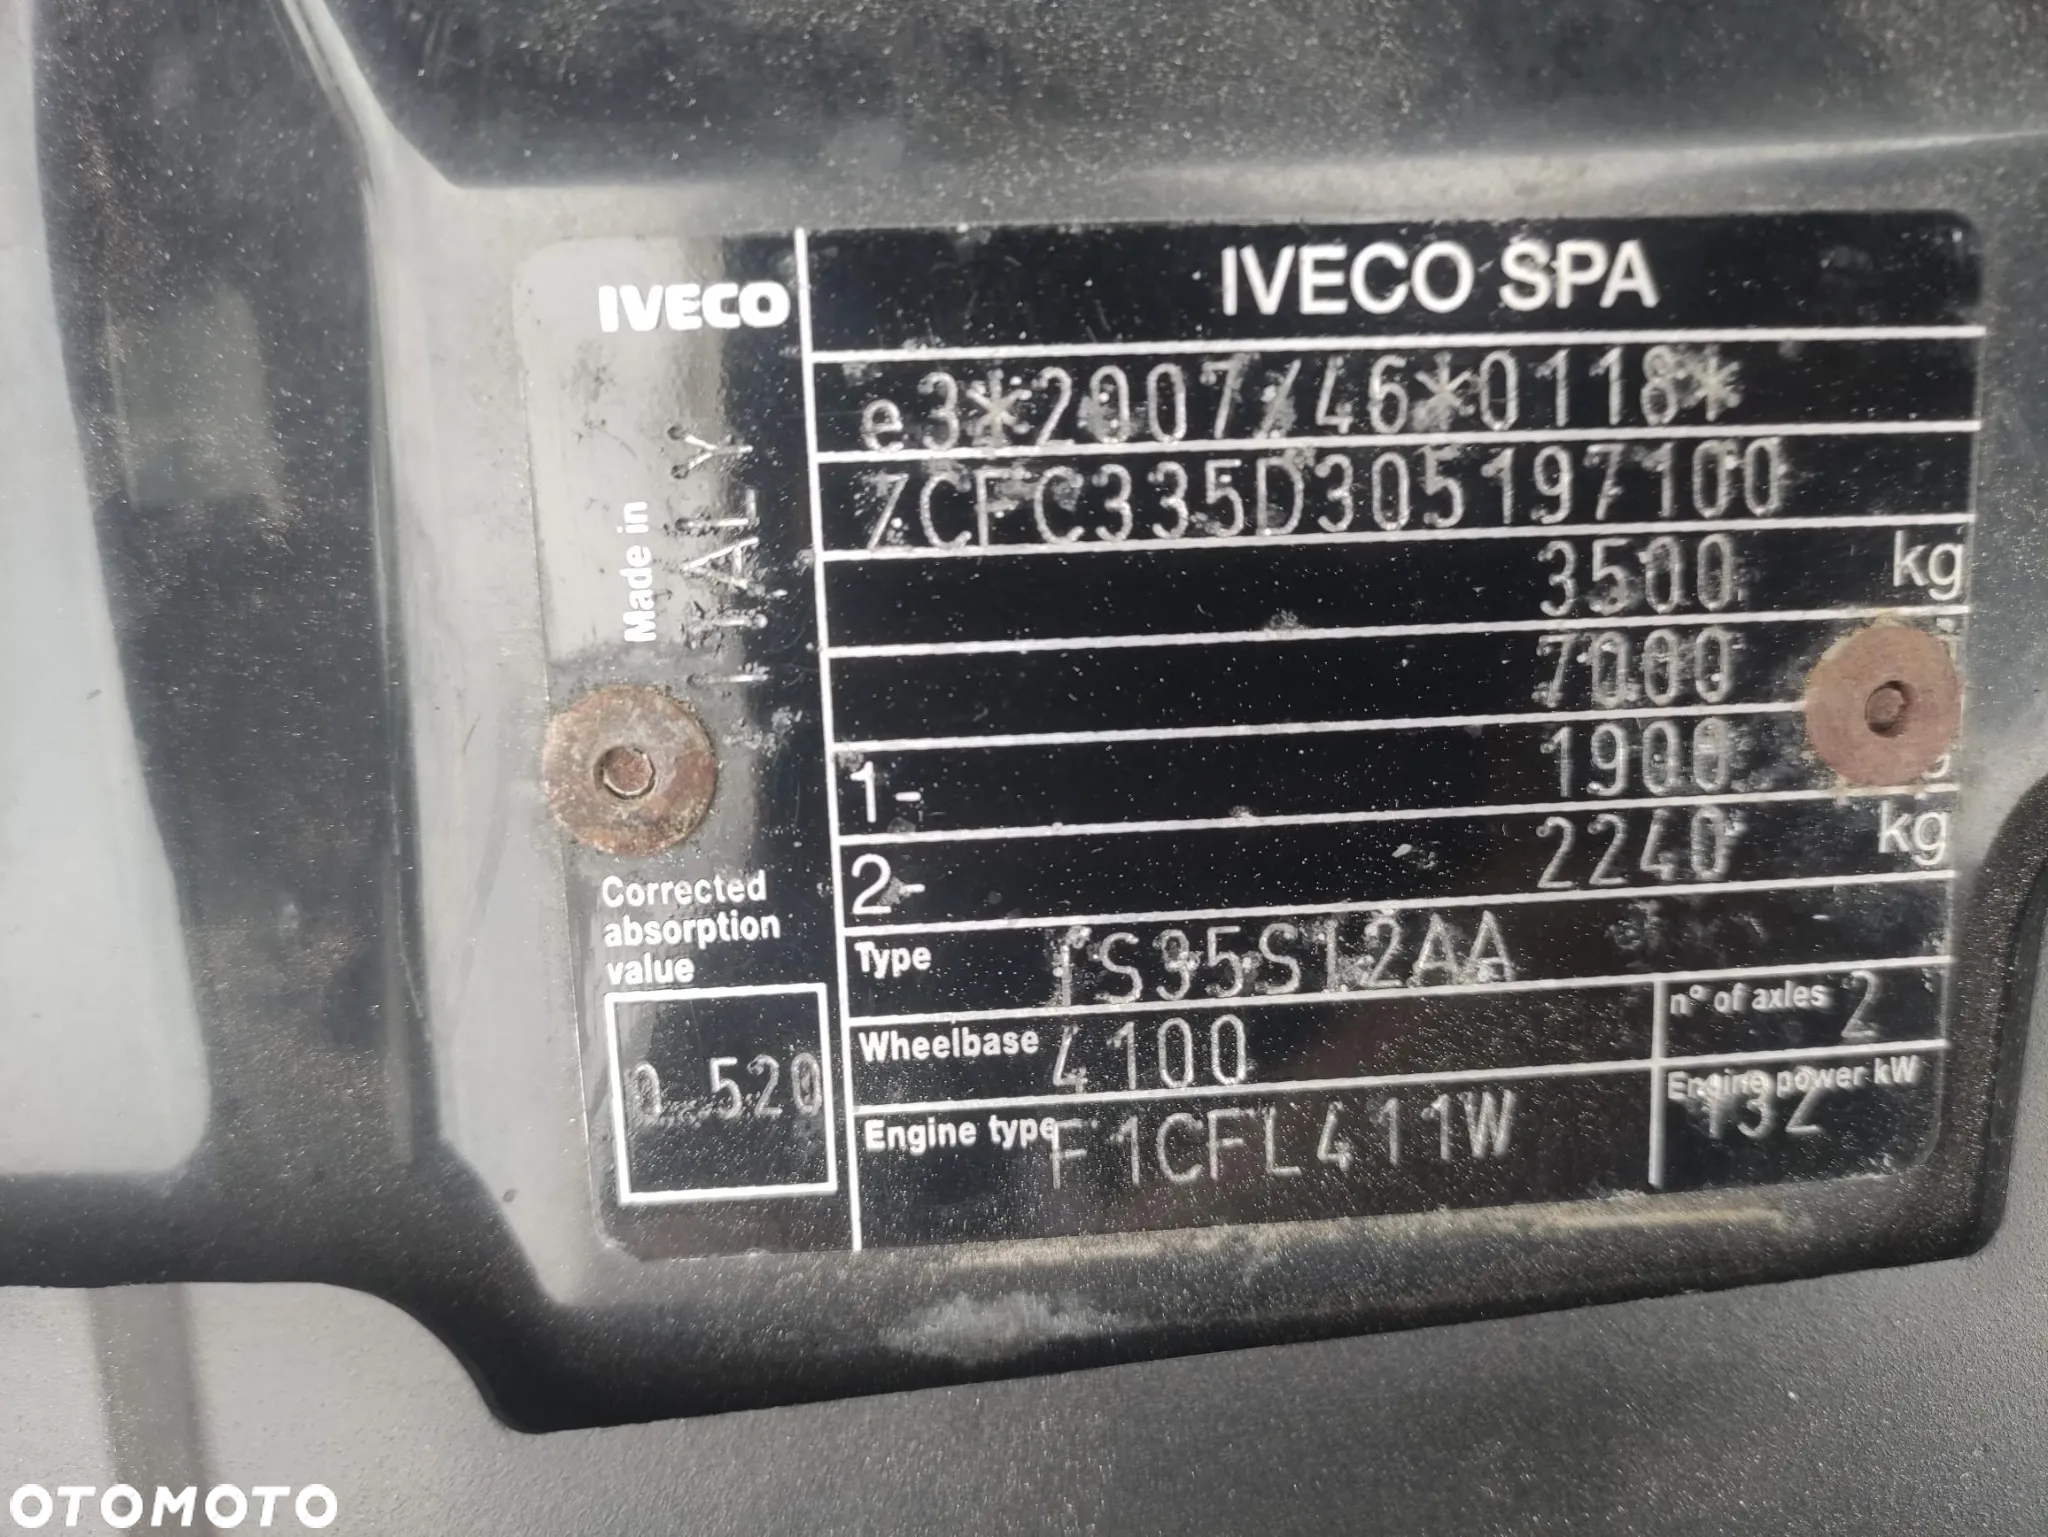 IVECO
IVECO SPA
Made in
ITALY
e3*2007/46*0118*
ZCFC335D305197100
3500 kg
7000
1-
1900
2-
2240 kg
Type
Wheelbase 4100
n° of axles 2
Engine type F1CFL411W
Engine power kW 132
Corrected
absorption
value
0.520
OTOMOTO